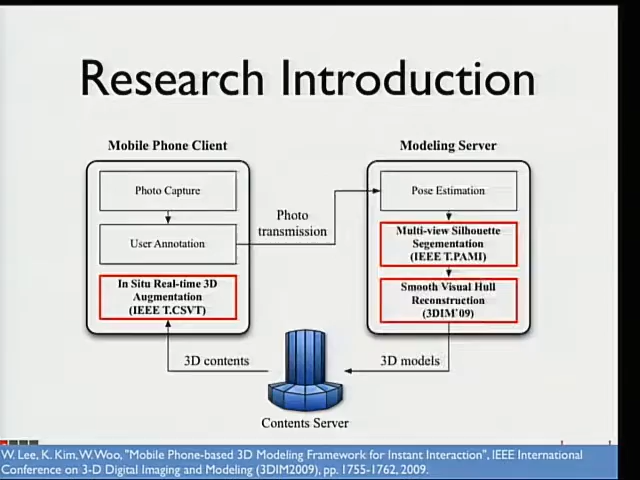 Research Introduction
Mobile Phone Client
Modeling Server
Photo Capture
User Annotation
In Situ Real-time 3D
Augmentation
(IEEE T.CSVT)
Photo
transmission
Pose Estimation
Multi-view Silhouette
Segementation
(IEEE T.PAMI)
Smooth Visual Hull
Reconstruction
(3DIM`09)
3D contents
3D models
Contents Server
W. Lee, K. Kim, W. Woo, "Mobile Phone-based 3D Modeling Framework for Instant Interaction", IEEE International
Conference on 3-D Digital Imaging and Modeling (3DIM2009), pp. 1755-1762, 2009.